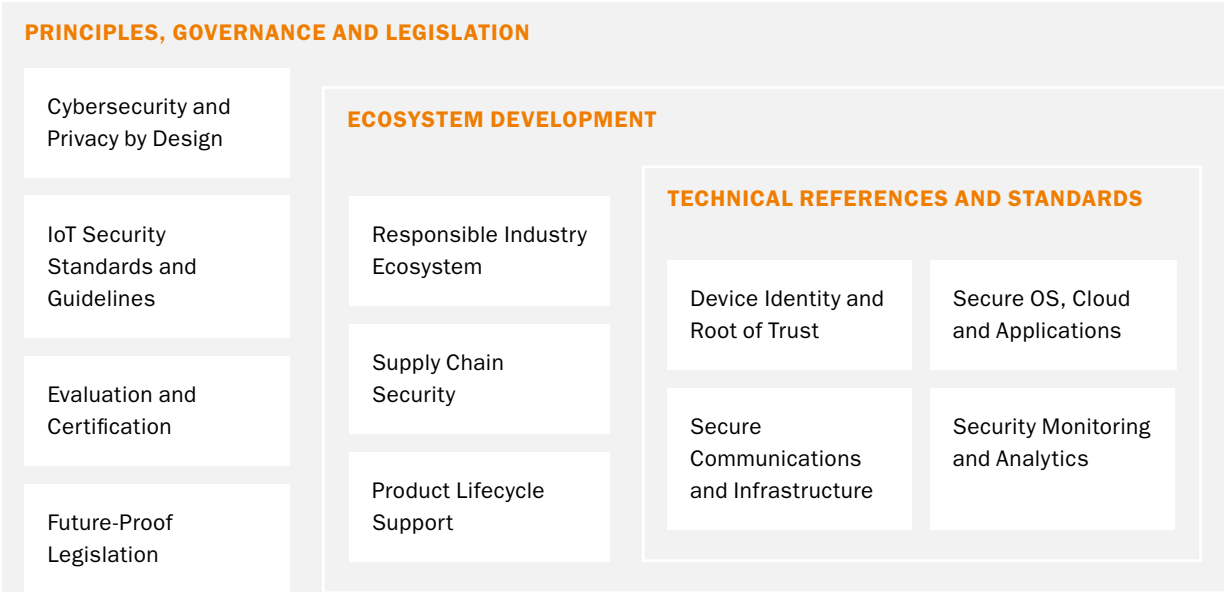 PRINCIPLES, GOVERNANCE AND LEGISLATION
Cybersecurity and
Privacy by Design
IoT Security
Standards and
Guidelines
Evaluation and
Certification
Future-Proof
Legislation
ECOSYSTEM DEVELOPMENT
Responsible Industry
Ecosystem
Supply Chain
Security
Product Lifecycle
Support
TECHNICAL REFERENCES AND STANDARDS
Device Identity and
Root of Trust
Secure OS, Cloud
and Applications
Secure
Communications
and Infrastructure
Security Monitoring
and Analytics